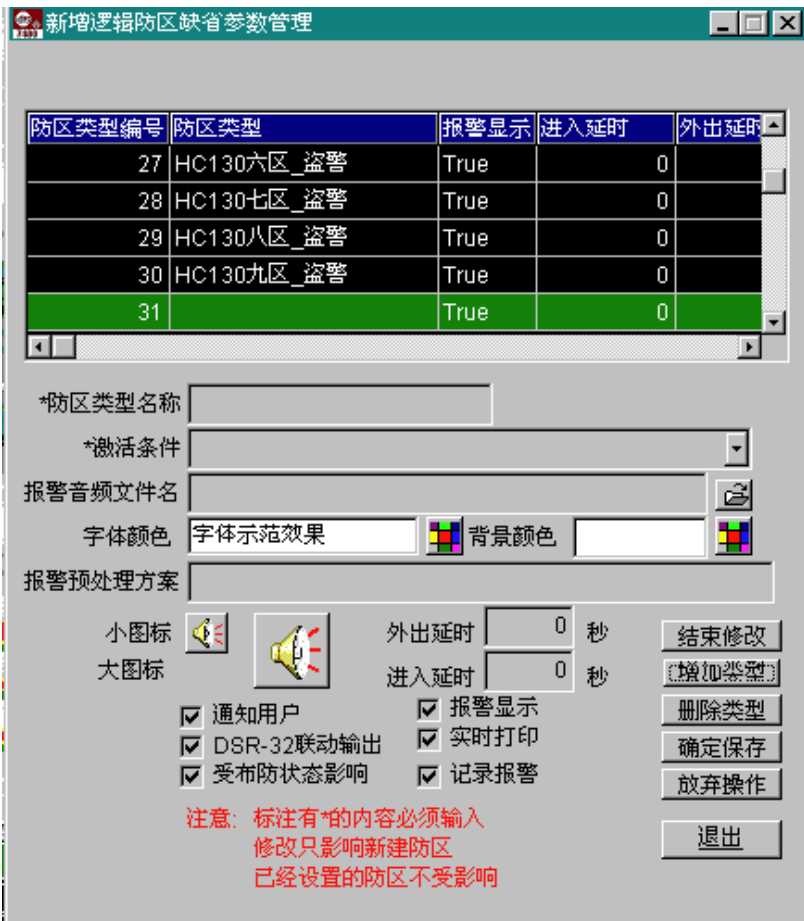 新增逻辑防区缺省参数管理
防区类型编号 防区类型 报警显示 进入延时 外出延时
27 HC130六区_盗警 True 0
28 HC130七区_盗警 True 0
29 HC130八区_盗警 True 0
30 HC130九区_盗警 True 0
31 True 0
*防区类型名称
*激活条件
报警音频文件名
字体颜色 字体示范效果 背景颜色
报警预处理方案
小图标 外出延时 0 秒 结束修改
大图标 进入延时 0 秒 增加类型
通知用户 报警显示 删除类型
DSR-32联动输出 实时打印 确定保存
受布防状态影响 记录报警 放弃操作
注意: 标注有*的内容必须输入
修改只影响新建防区 退出
已经设置的防区不受影响